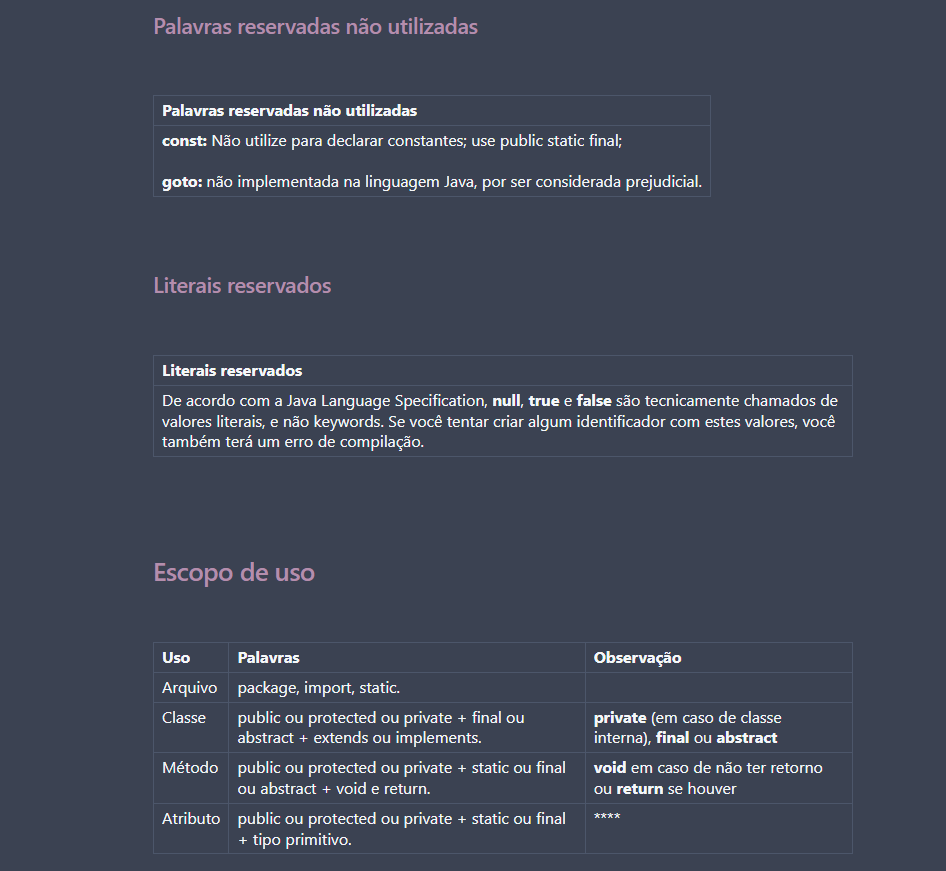 Palavras reservadas não utilizadas
Palavras reservadas não utilizadas
const: Não utilize para declarar constantes; use public static final;
goto: não implementada na linguagem Java, por ser considerada prejudicial.
Literais reservados
Literais reservados
De acordo com a Java Language Specification, null, true e false são tecnicamente chamados de
valores literais, e não keywords. Se você tentar criar algum identificador com estes valores, você
também terá um erro de compilação.
Escopo de uso
Uso Palavras Observação
Arquivo package, import, static.
Classe public ou protected ou private + final ou
abstract + extends ou implements.
private (em caso de classe
interna), final ou abstract
Método public ou protected ou private + static ou final
ou abstract + void e return.
void em caso de não ter retorno
ou return se houver
Atributo public ou protected ou private + static ou final
+ tipo primitivo.
****